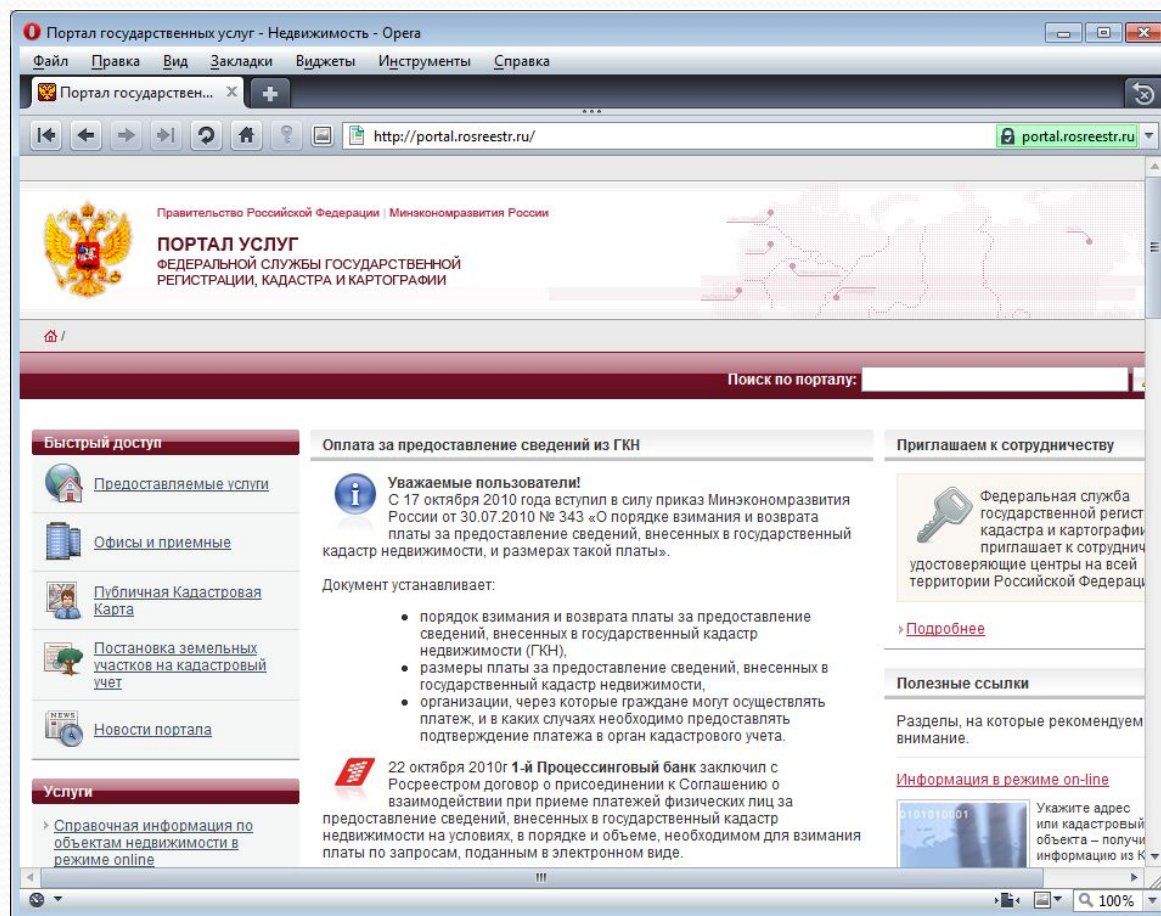 Портал государственных услуг - Недвижимость - Opera
Файл Правка Вид Закладки Виджеты Инструменты Справка
Портал государствен...
http://portal.rosreestr.ru/
portal.rosreestr.ru
Правительство Российской Федерации | Минэкономразвития России
ПОРТАЛ УСЛУГ
ФЕДЕРАЛЬНОЙ СЛУЖБЫ ГОСУДАРСТВЕННОЙ
РЕГИСТРАЦИИ, КАДАСТРА И КАРТОГРАФИИ
/
Поиск по порталу:
Быстрый доступ
Предоставляемые услуги
Офисы и приемные
Публичная Кадастровая
Карта
Постановка земельных
участков на кадастровый
учет
NEWS
Новости портала
Услуги
Справочная информация по
объектам недвижимости в
режиме online
Оплата за предоставление сведений из ГКН
Уважаемые пользователи!
С 17 октября 2010 года вступил в силу приказ Минэкономразвития
России от 30.07.2010 № 343 «О порядке взимания и возврата
платы за предоставление сведений, внесенных в государственный
кадастр недвижимости, и размерах такой платы».
Документ устанавливает:
порядок взимания и возврата платы за предоставление
сведений, внесенных в государственный кадастр
недвижимости (ГКН),
размеры платы за предоставление сведений, внесенных в
государственный кадастр недвижимости,
организации, через которые граждане могут осуществлять
платеж, и в каких случаях необходимо предоставлять
подтверждение платежа в орган кадастрового учета.
22 октября 2010г 1-й Процессинговый банк заключил с
Росреестром договор о присоединении к Соглашению о
взаимодействии при приеме платежей физических лиц за
предоставление сведений, внесенных в государственный кадастр
недвижимости на условиях, в порядке и объеме, необходимом для взимания
платы по запросам, поданным в электронном виде.
Приглашаем к сотрудничеству
Федеральная служба
государственной регист
кадастра и картографии
приглашает к сотруднич
удостоверяющие центры на всей
территории Российской Федераци
Подробнее
Полезные ссылки
Разделы, на которые рекомендуем
внимание.
Информация в режиме on-line
0101010001
Укажите адрес
или кадастровый
объекта – получи
информацию из К
100%